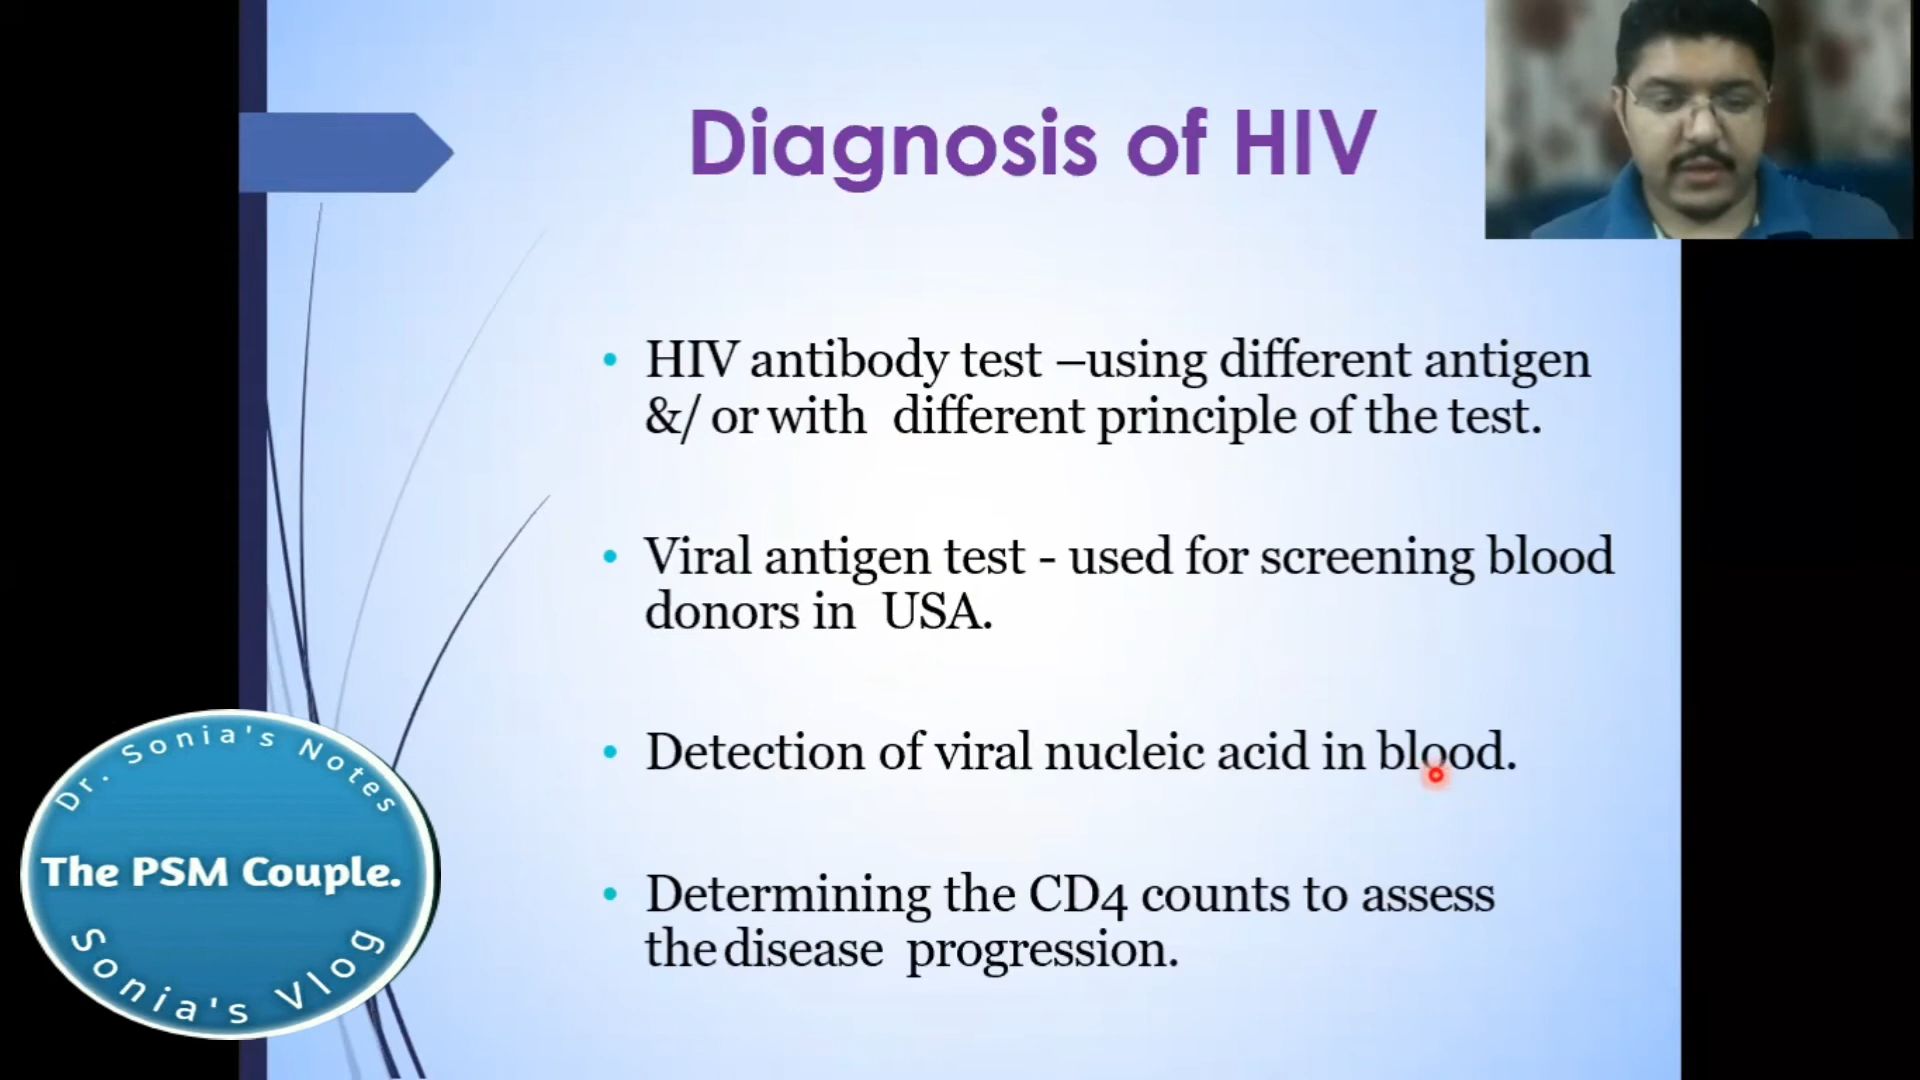 Diagnosis of HIV
• HIV antibody test –using different antigen
&/ or with different principle of the test.
• Viral antigen test - used for screening blood
donors in USA.
• Detection of viral nucleic acid in blood.
• Determining the CD4 counts to assess
the disease progression.
Dr. Sonia's Notes
The PSM Couple.
Sonia's Vlog